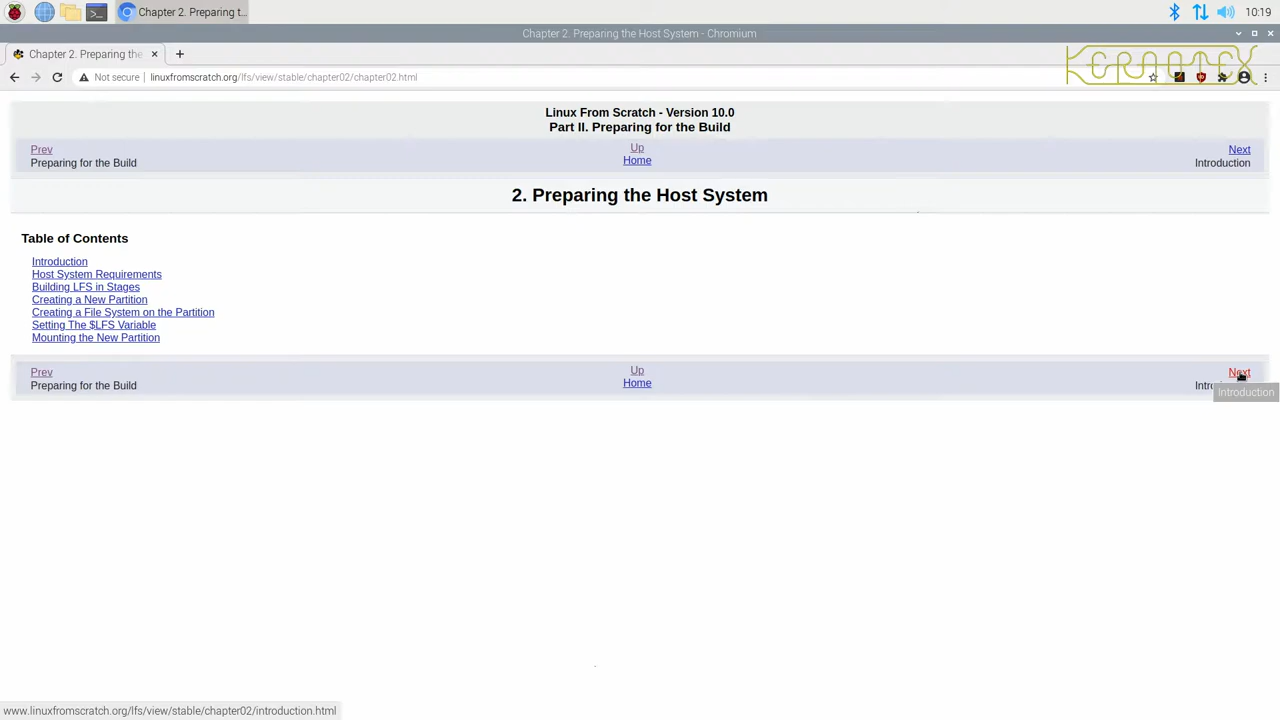 Chapter 2. Preparing t...
10:19
Chapter 2. Preparing the Host System - Chromium
Chapter 2. Preparing the
KERNOTEX
Not secure
linuxfromscratch.org/lfs/view/stable/chapter02/chapter02.html
Linux From Scratch - Version 10.0
Part II. Preparing for the Build
Prev
Up
Next
Preparing for the Build
Home
Introduction
2. Preparing the Host System
Table of Contents
Introduction
Host System Requirements
Building LFS in Stages
Creating a New Partition
Creating a File System on the Partition
Setting The $LFS Variable
Mounting the New Partition
Prev
Up
Next
Preparing for the Build
Home
Intr
Introduction
www.linuxfromscratch.org/lfs/view/stable/chapter02/introduction.html